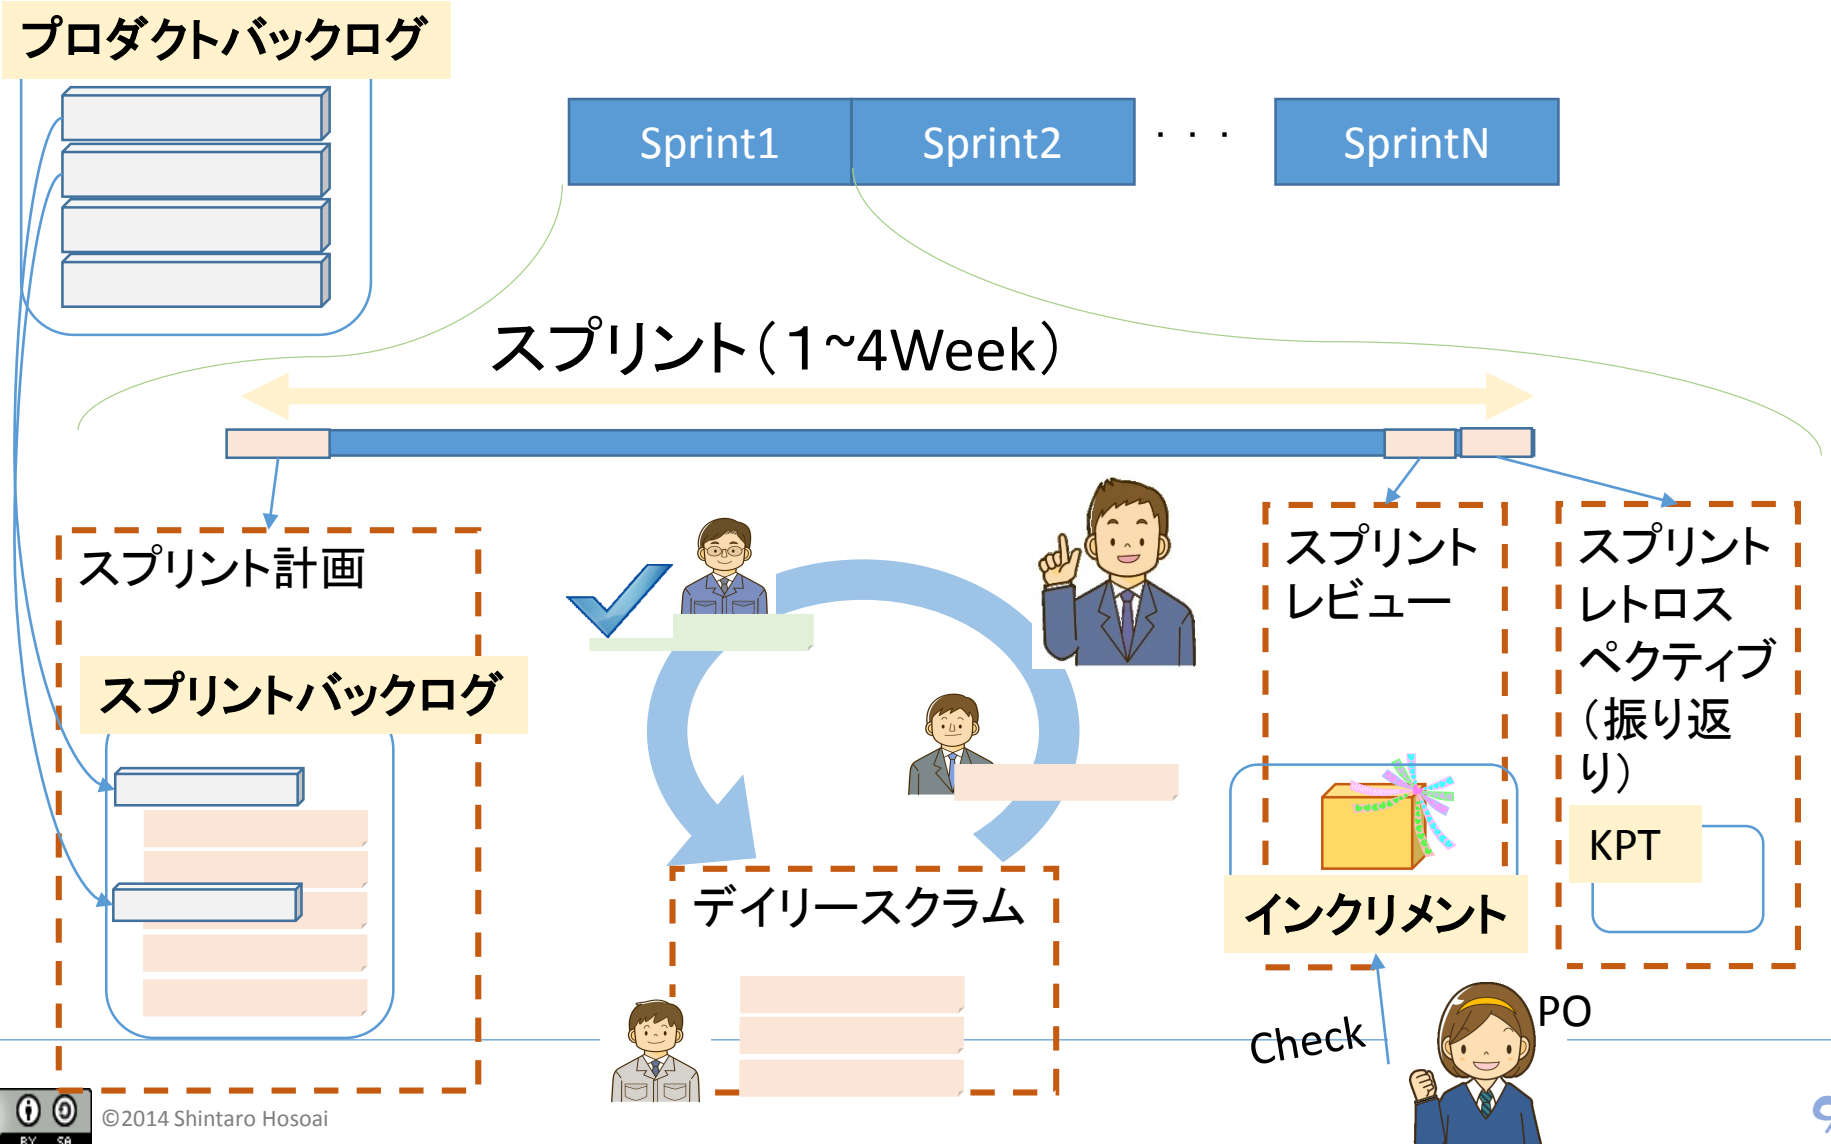 プロダクトバックログ
Sprint1
Sprint2
・・・
SprintN
スプリント（１~4Week）
スプリント計画
スプリントバックログ
デイリースクラム
スプリント
レビュー
インクリメント
スプリント
レトロス
ペクティブ
（振り返
り）
KPT
Check
PO
BY SA
©2014 Shintaro Hosoai